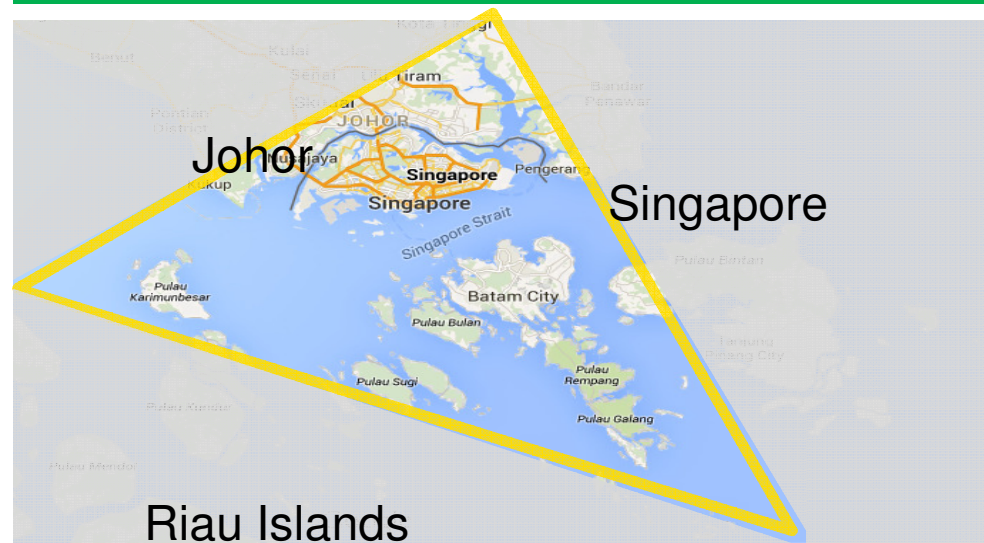 Kota Tinggi
Kulai
Benut
Senai
Ulu Tiram
Bandar
Penawar
Skudai
Pontian
District
JOHOR
Johor
Nusajaya
Singapore
Pengerang
Kukup
Singapore
Singapore
Singapore Strait
Pulau Bintan
Pulau
Karimunbesar
Batam City
Pulau Bulan
Tanjung
Pinang City
Pulau
Rempang
Pulau Sugi
Pulau Kundur
Pulau Galang
Pulau Mendol
Riau Islands